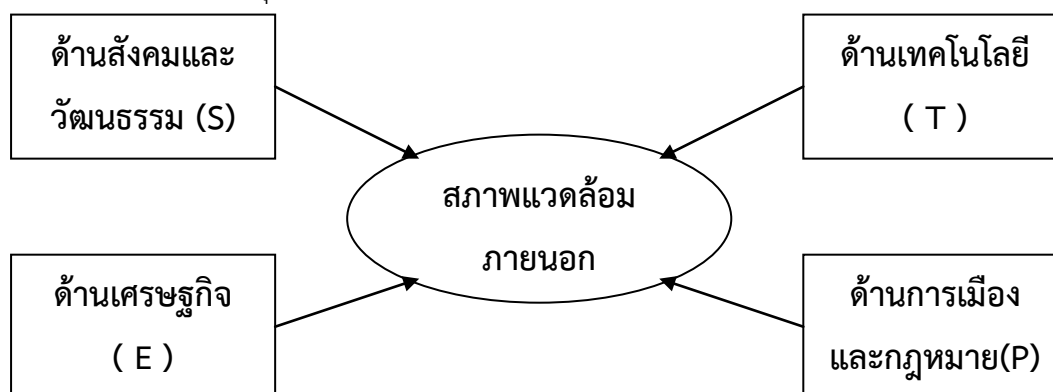 ด้านสังคมและ
วัฒนธรรม (S)
ด้านเทคโนโลยี
( T )
สภาพแวดล้อม
ภายนอก
ด้านเศรษฐกิจ
( E )
ด้านการเมือง
และกฎหมาย(P)